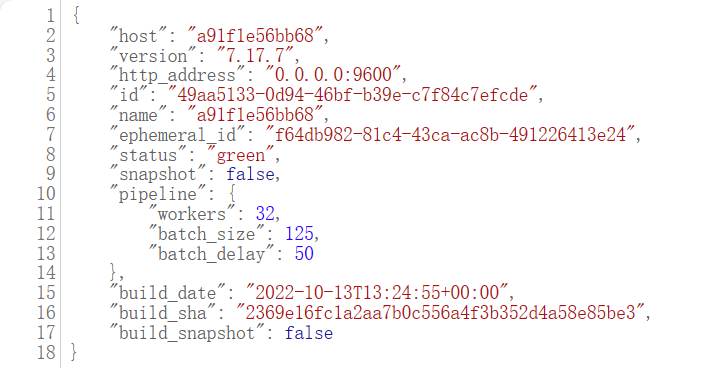 1 {
2 "host": "a91f1e56bb68",
3 "version": "7.17.7",
4 "http_address": "0.0.0.0:9600",
5 "id": "49aa5133-0d94-46bf-b39e-c7f84c7efcde",
6 "name": "a91f1e56bb68",
7 "ephemeral_id": "f64db982-81c4-43ca-ac8b-491226413e24",
8 "status": "green",
9 "snapshot": false,
10 "pipeline": {
11 "workers": 32,
12 "batch_size": 125,
13 "batch_delay": 50
14 },
15 "build_date": "2022-10-13T13:24:55+00:00",
16 "build_sha": "2369e16fc1a2aa7b0c556a4f3b352d4a58e85be3",
17 "build_snapshot": false
18 }